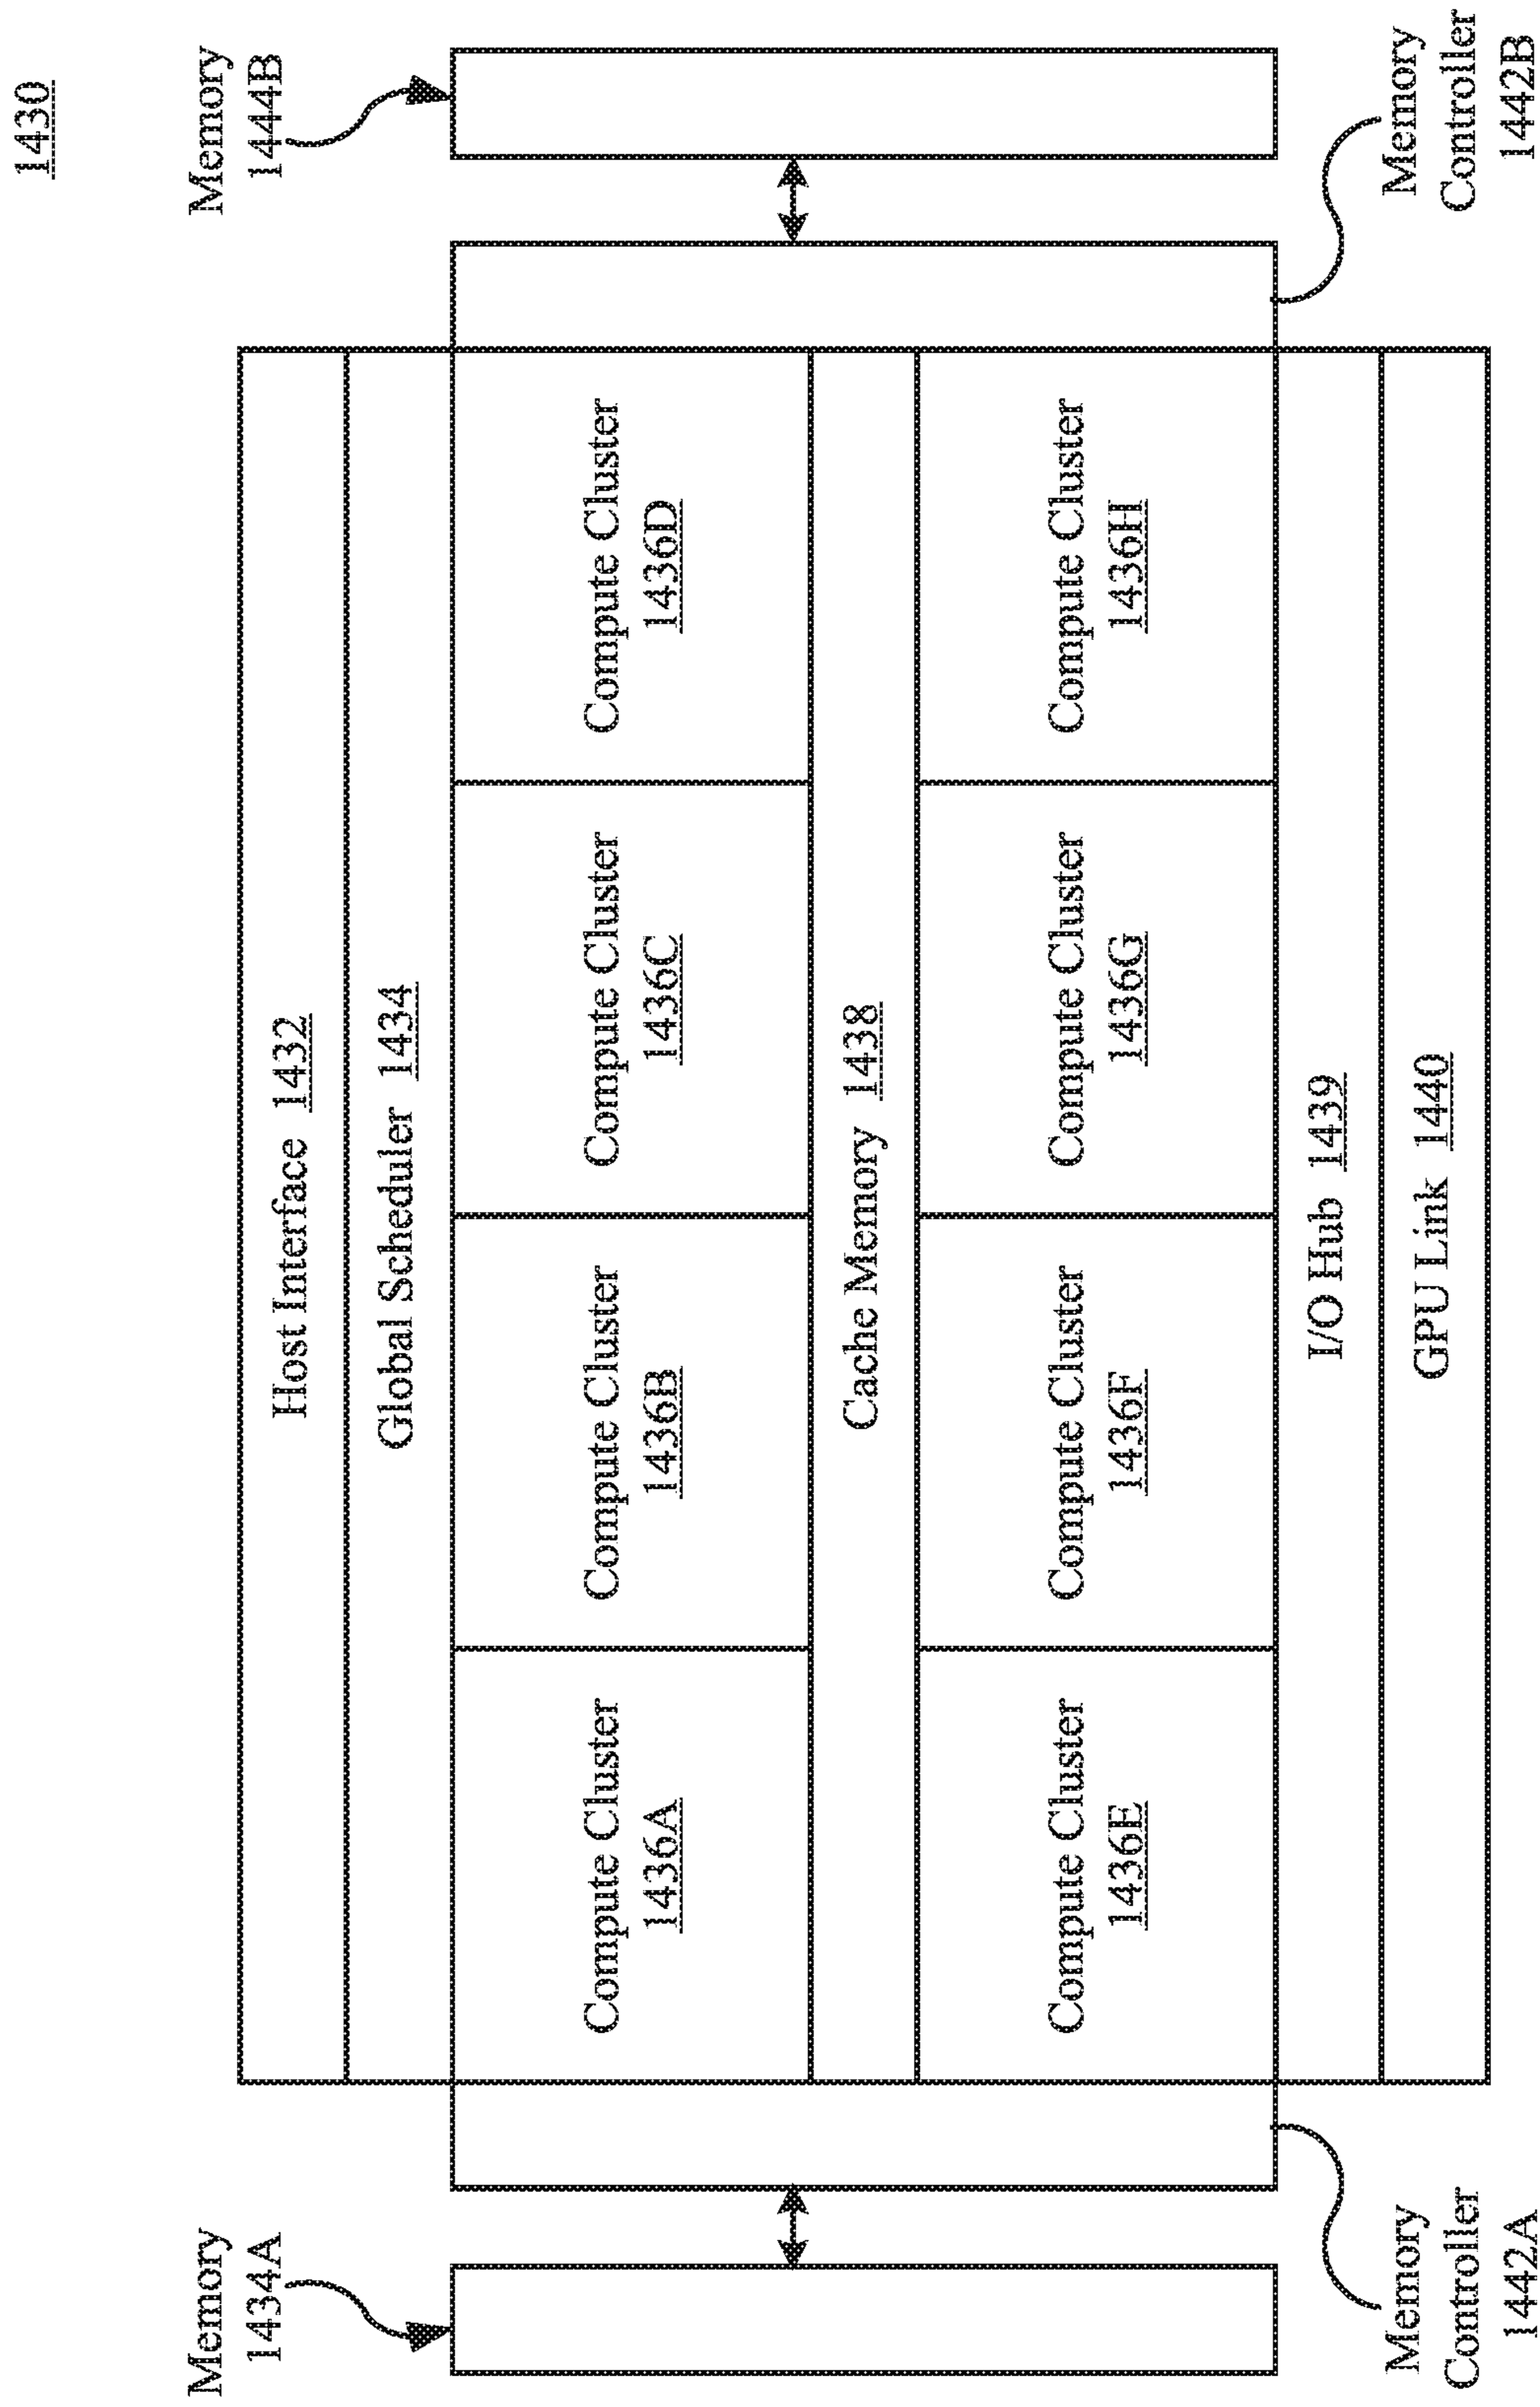 1430
Memory
1434A
Memory
1444B
Host Interface 1432
Global Scheduler 1434
Compute Cluster
1436A
Compute Cluster
1436B
Compute Cluster
1436C
Compute Cluster
1436D
Cache Memory 1438
Compute Cluster
1436E
Compute Cluster
1436F
Compute Cluster
1436G
Compute Cluster
1436H
I/O Hub 1439
GPU Link 1440
Memory
Controller
1442A
Memory
Controller
1442B